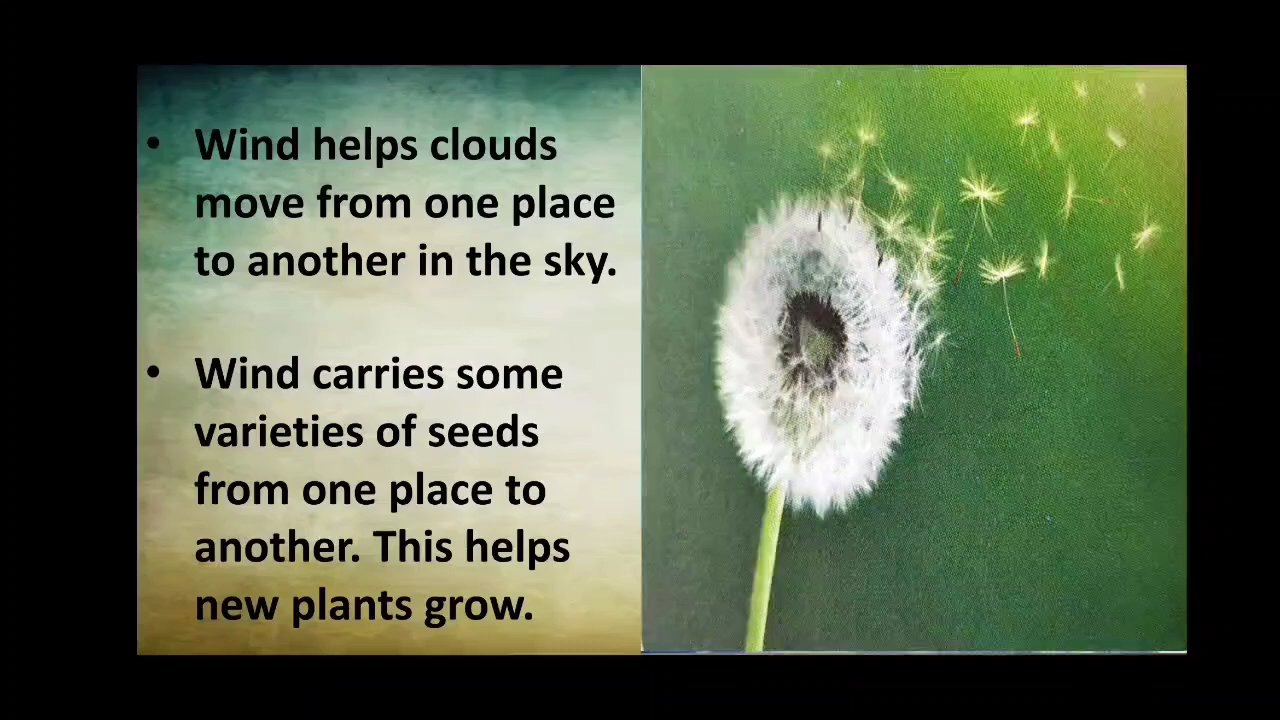 • Wind helps clouds
move from one place
to another in the sky.
• Wind carries some
varieties of seeds
from one place to
another. This helps
new plants grow.